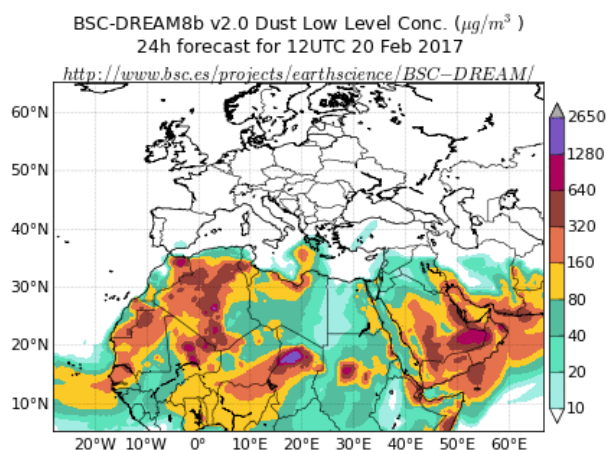 BSC-DREAM8b v2.0 Dust Low Level Conc. (μg/m³ )
24h forecast for 12UTC 20 Feb 2017
http://www.bsc.es/projects/earthscience/BSC−DREAM/
60°N
50°N
40°N
30°N
20°N
10°N
20°W 10°W 0° 10°E 20°E 30°E 40°E 50°E 60°E
2650
1280
640
320
160
80
40
20
10